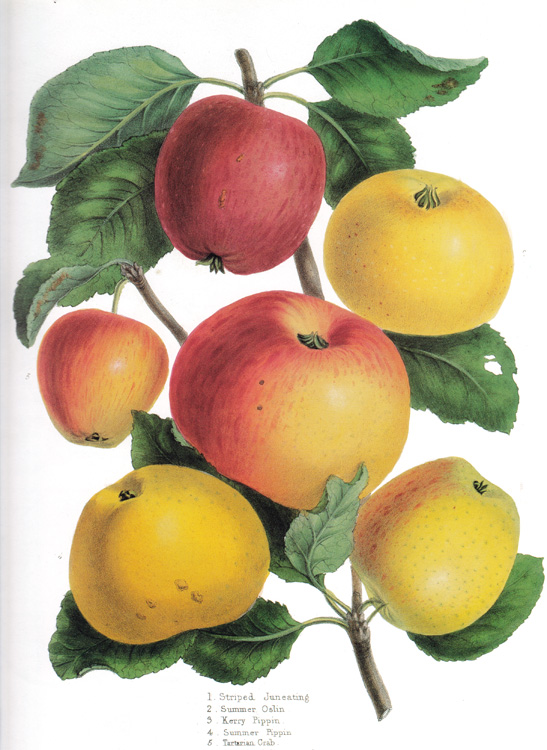 1. Striped Juneating
2. Summer Oslin
3. Kerry Pippin.
4. Summer Pippin
5. Tartarian Crab.